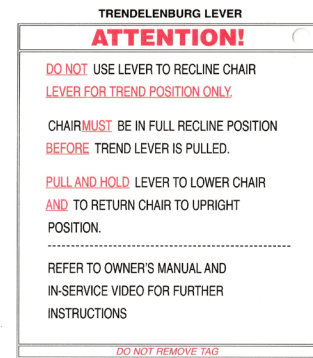 TRENDELENBURG LEVER
ATTENTION!
DO NOT USE LEVER TO RECLINE CHAIR
LEVER FOR TREND POSITION ONLY.
CHAIR MUST BE IN FULL RECLINE POSITION
BEFORE TREND LEVER IS PULLED.
PULL AND HOLD LEVER TO LOWER CHAIR
AND TO RETURN CHAIR TO UPRIGHT
POSITION.
REFER TO OWNER'S MANUAL AND
IN-SERVICE VIDEO FOR FURTHER
INSTRUCTIONS
DO NOT REMOVE TAG